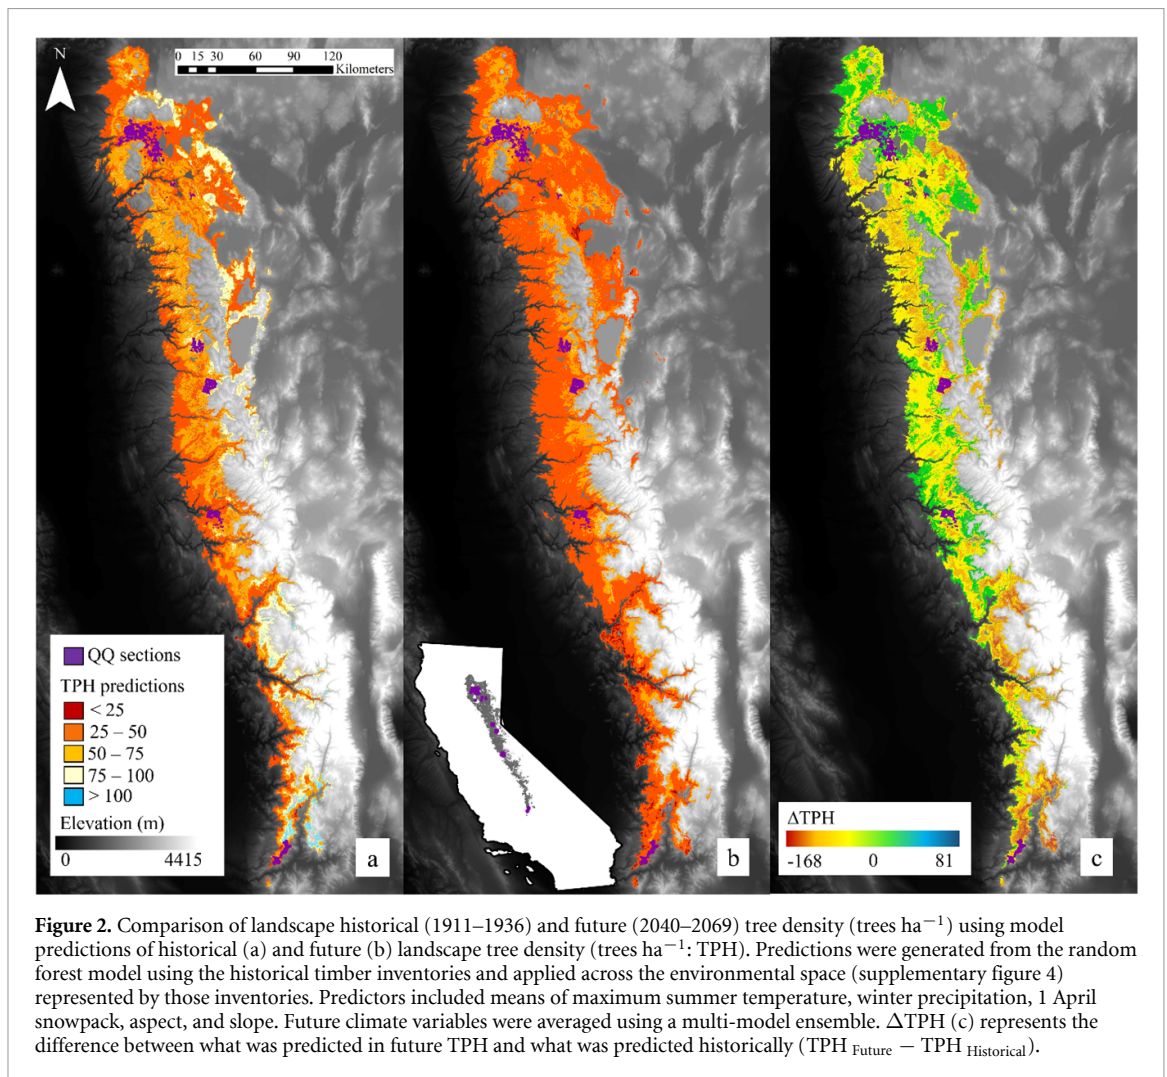 N
0 15 30 60 90 120
Kilometers
QQ sections
TPH predictions
< 25
25 – 50
50 – 75
75 – 100
> 100
Elevation (m)
0 4415
a
b
ΔTPH
-168 0 81
c
Figure 2. Comparison of landscape historical (1911–1936) and future (2040–2069) tree density (trees ha⁻¹) using model
predictions of historical (a) and future (b) landscape tree density (trees ha⁻¹: TPH). Predictions were generated from the random
forest model using the historical timber inventories and applied across the environmental space (supplementary figure 4)
represented by those inventories. Predictors included means of maximum summer temperature, winter precipitation, 1 April
snowpack, aspect, and slope. Future climate variables were averaged using a multi-model ensemble. ΔTPH (c) represents the
difference between what was predicted in future TPH and what was predicted historically (TPH Future − TPH Historical).